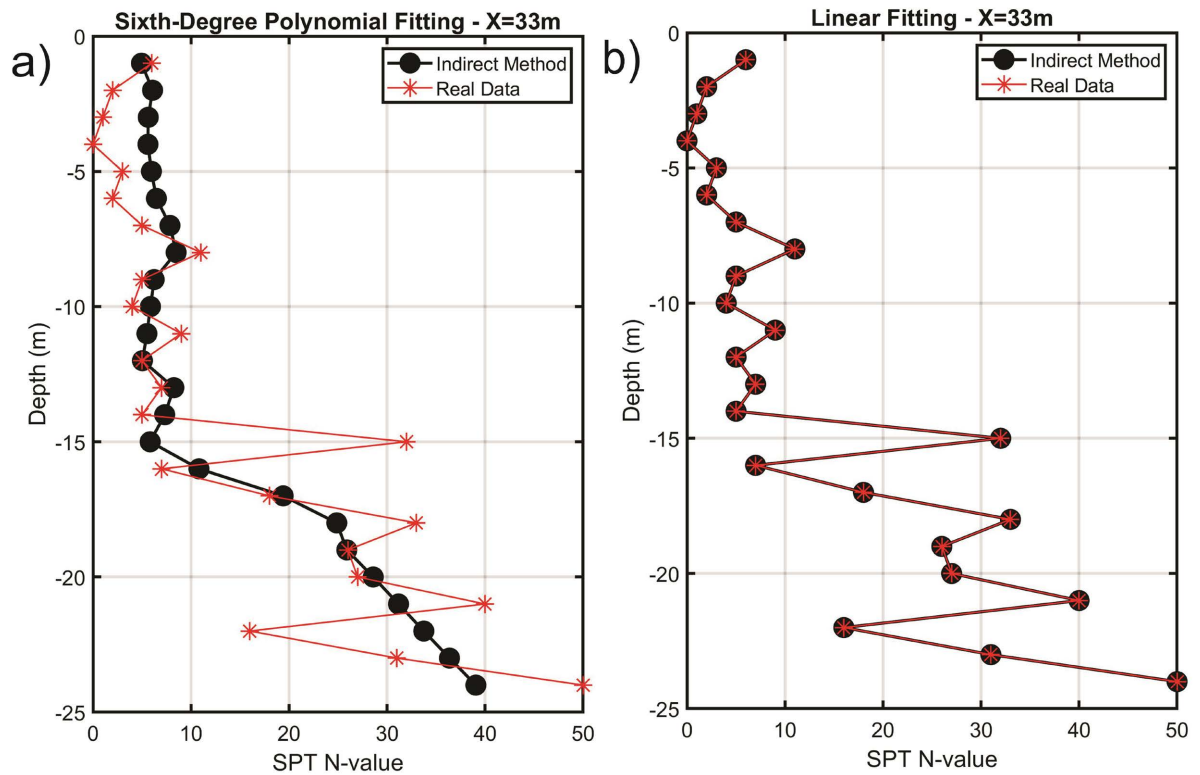 a)
Sixth-Degree Polynomial Fitting - X=33m
Indirect Method
Real Data
0
-5
-10
-15
-20
-25
Depth (m)
0 10 20 30 40 50
SPT N-value
b)
Linear Fitting - X=33m
Indirect Method
Real Data
0
-5
-10
-15
-20
-25
Depth (m)
0 10 20 30 40 50
SPT N-value